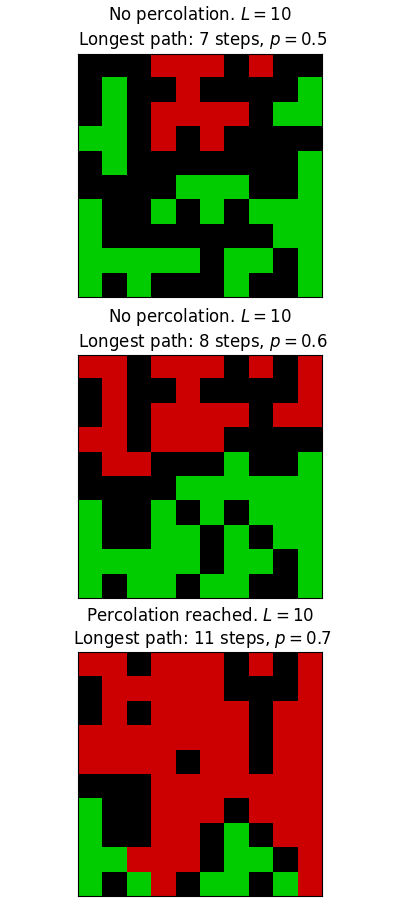 No percolation. L = 10
Longest path: 7 steps, p = 0.5
No percolation. L = 10
Longest path: 8 steps, p = 0.6
Percolation reached. L = 10
Longest path: 11 steps, p = 0.7